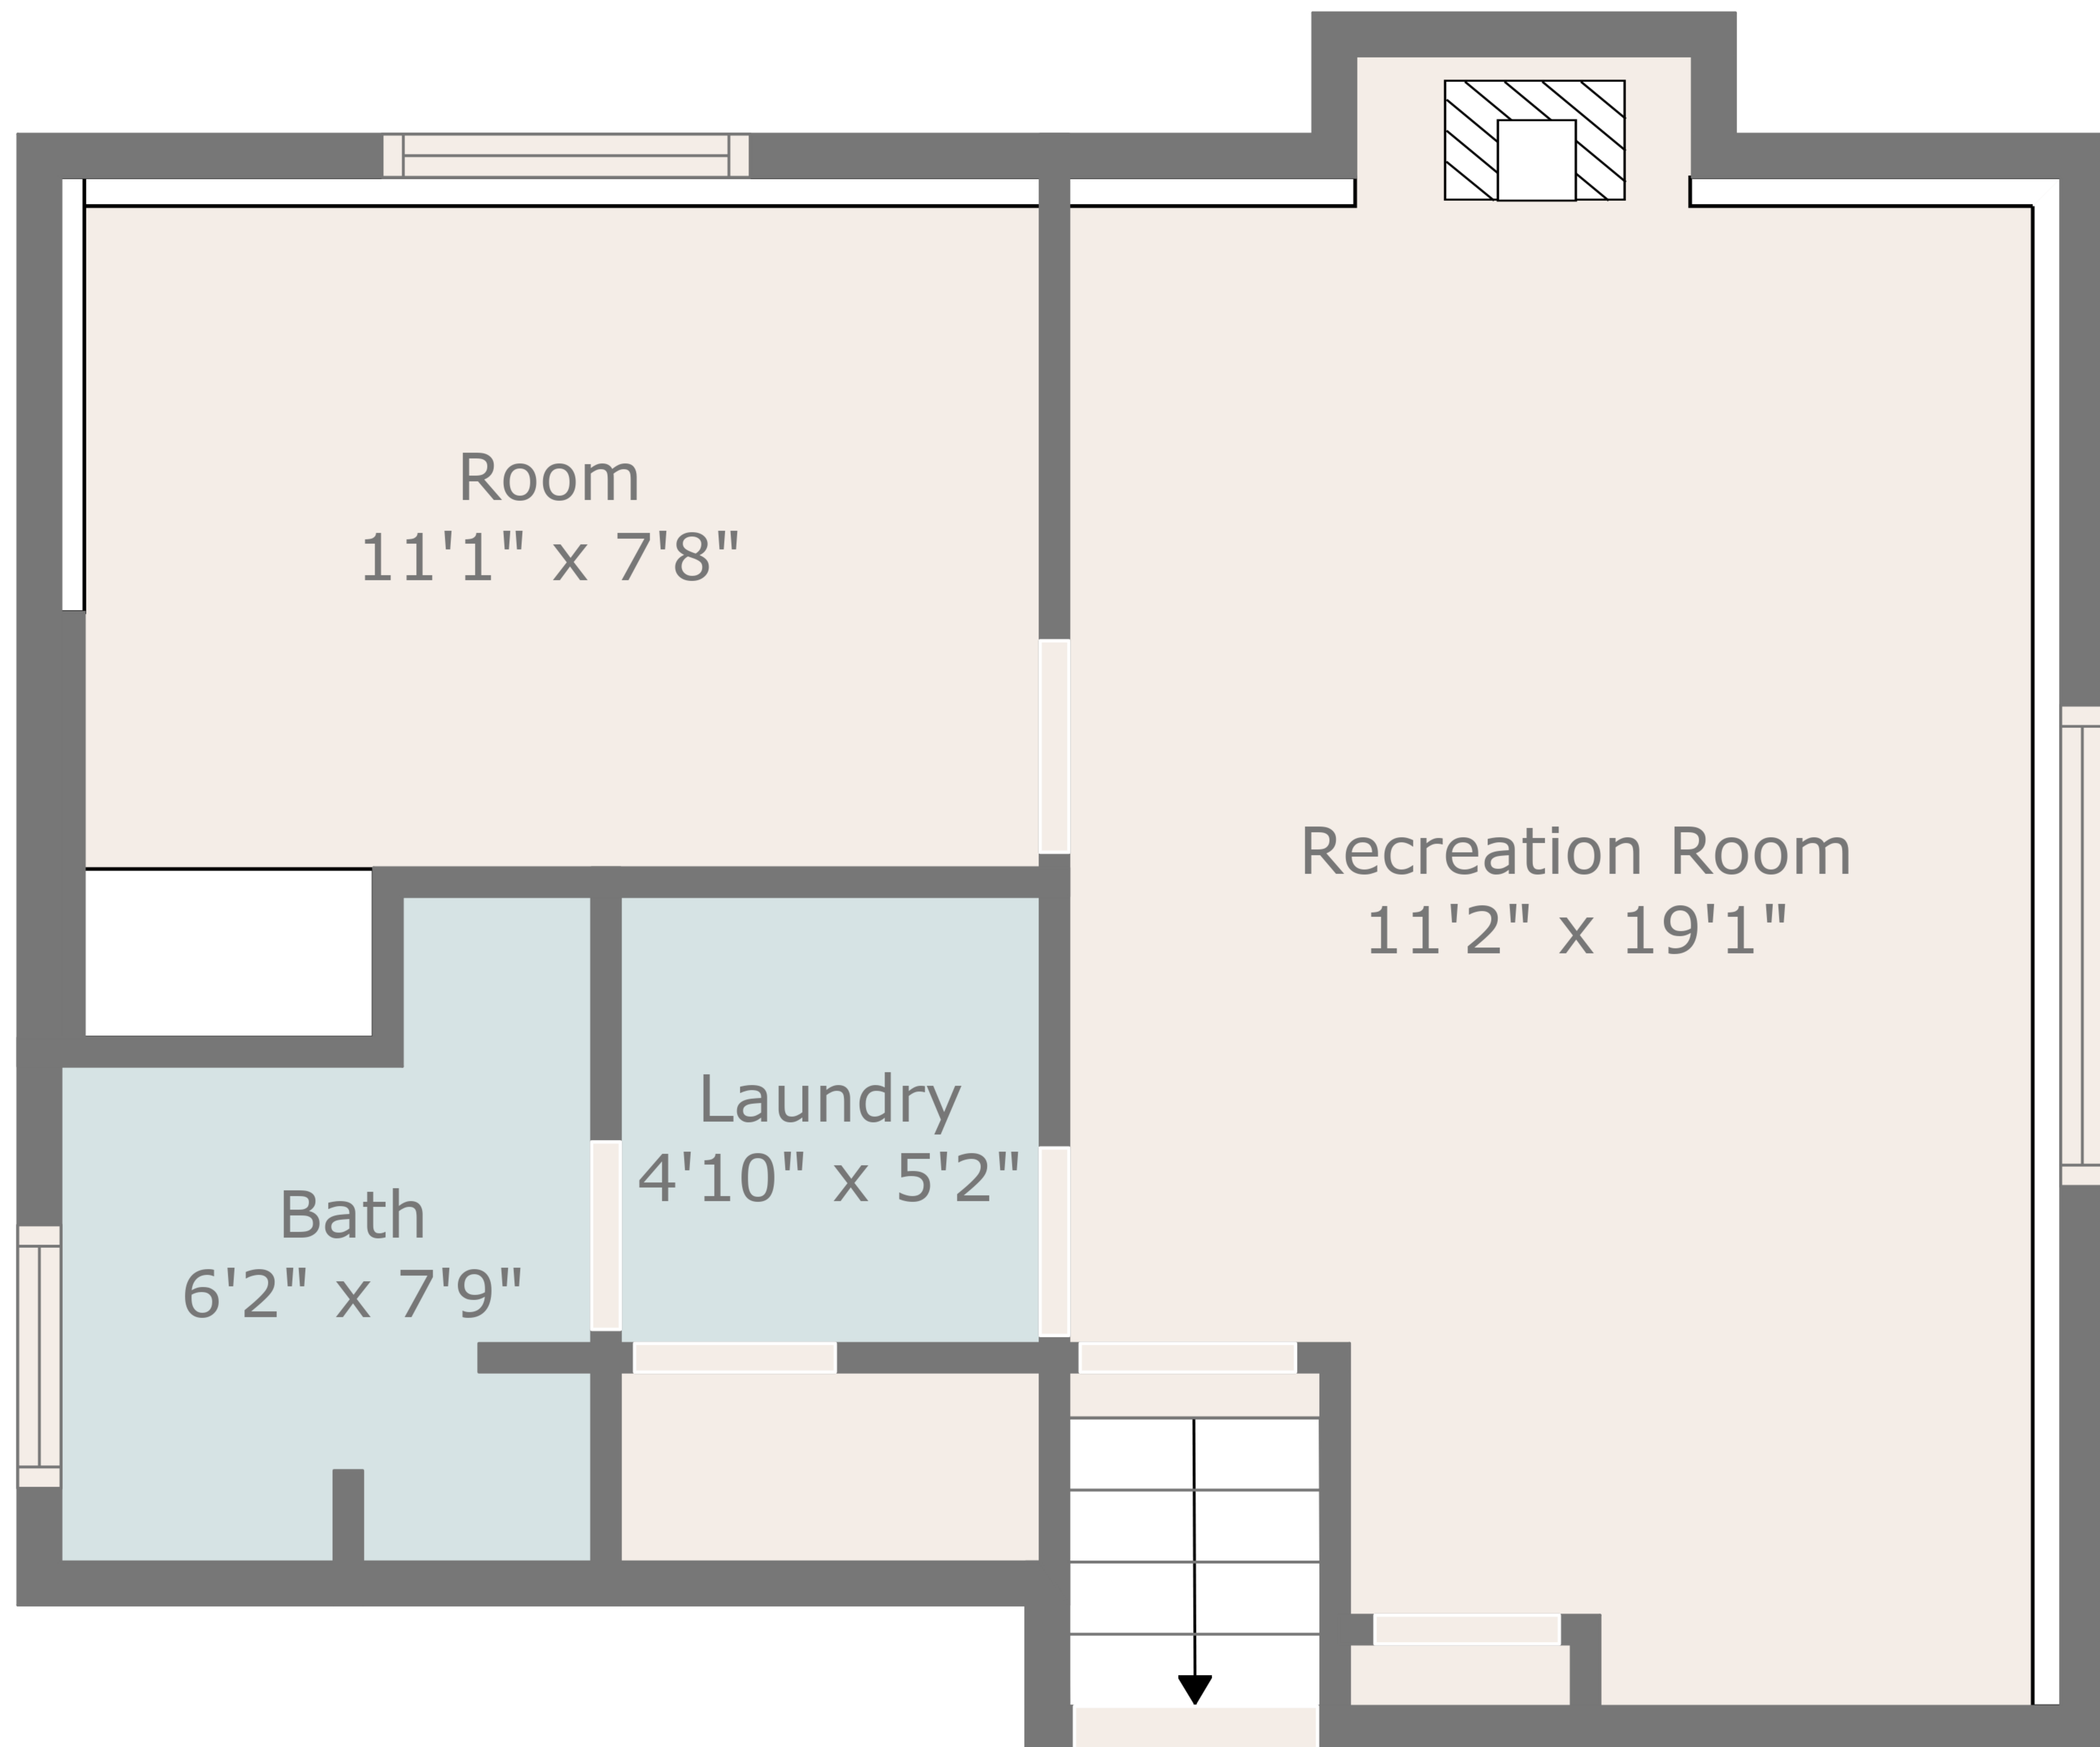 Room
11'1" x 7'8"
Recreation Room
11'2" x 19'1"
Laundry
4'10" x 5'2"
Bath
6'2" x 7'9"